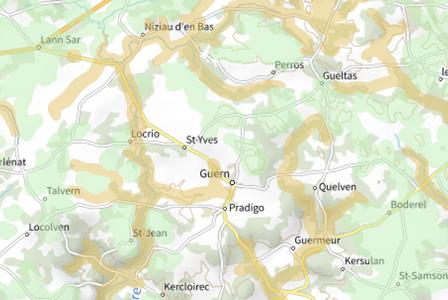 Niziau d'en Bas
Lann Sar
Perros
Gueltas
Locrio
St-Yves
Guern
Quelven
Talvern
Pradigo
Boderel
Locolven
St-Jean
Guermeur
Kersulan
St-Samson
Kercloirec